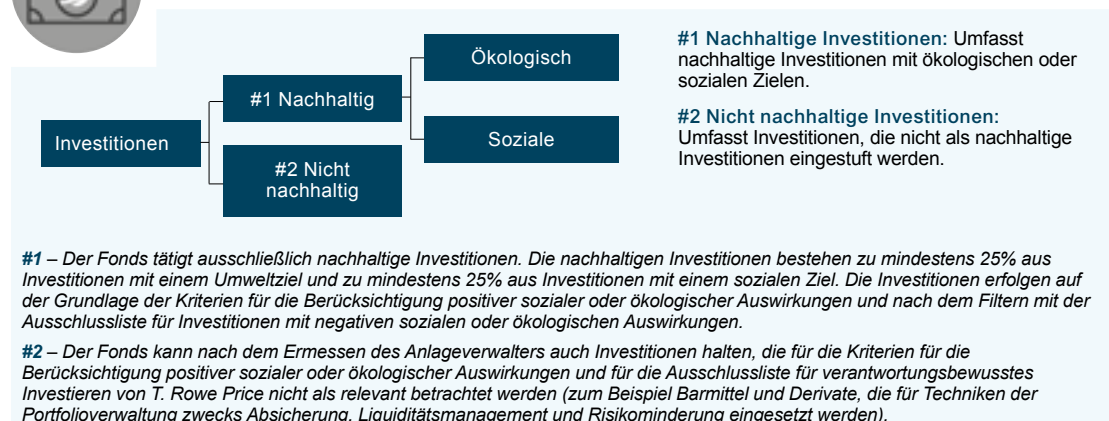 Ökologisch
#1 Nachhaltig
Investitionen
Soziale
#2 Nicht
nachhaltig
#1 Nachhaltige Investitionen: Umfasst
nachhaltige Investitionen mit ökologischen oder
sozialen Zielen.
#2 Nicht nachhaltige Investitionen:
Umfasst Investitionen, die nicht als nachhaltige
Investitionen eingestuft werden.
#1 – Der Fonds tätigt ausschließlich nachhaltige Investitionen. Die nachhaltigen Investitionen bestehen zu mindestens 25% aus
Investitionen mit einem Umweltziel und zu mindestens 25% aus Investitionen mit einem sozialen Ziel. Die Investitionen erfolgen auf
der Grundlage der Kriterien für die Berücksichtigung positiver sozialer oder ökologischer Auswirkungen und nach dem Filtern mit der
Ausschlussliste für Investitionen mit negativen sozialen oder ökologischen Auswirkungen.
#2 – Der Fonds kann nach dem Ermessen des Anlageverwalters auch Investitionen halten, die für die Kriterien für die
Berücksichtigung positiver sozialer oder ökologischer Auswirkungen und für die Ausschlussliste für verantwortungsbewusstes
Investieren von T. Rowe Price nicht als relevant betrachtet werden (zum Beispiel Barmittel und Derivate, die für Techniken der
Portfolioverwaltung zwecks Absicherung, Liquiditätsmanagement und Risikominderung eingesetzt werden).